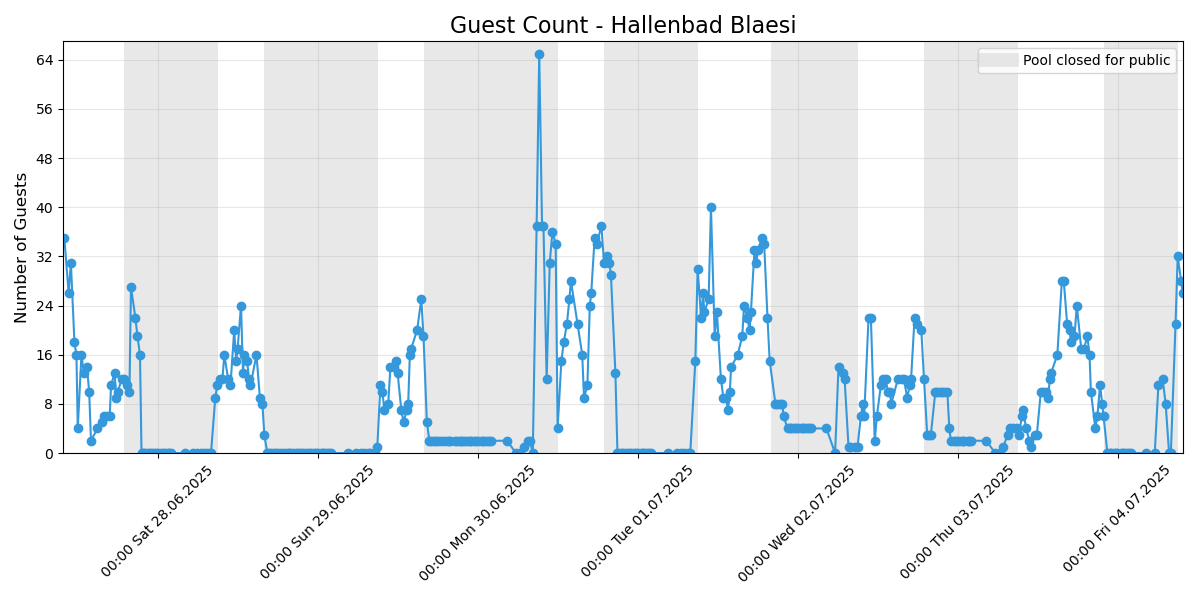 Guest Count - Hallenbad Blaesi
Pool closed for public
Number of Guests
64
56
48
40
32
24
16
8
0
00:00 Sat 28.06.2025
00:00 Sun 29.06.2025
00:00 Mon 30.06.2025
00:00 Tue 01.07.2025
00:00 Wed 02.07.2025
00:00 Thu 03.07.2025
00:00 Fri 04.07.2025